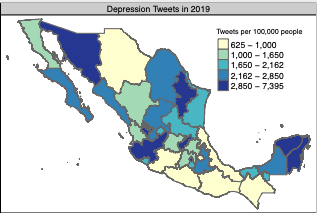 Depression Tweets in 2019
Tweets per 100,000 people
625 – 1,000
1,000 – 1,650
1,650 – 2,162
2,162 – 2,850
2,850 – 7,395